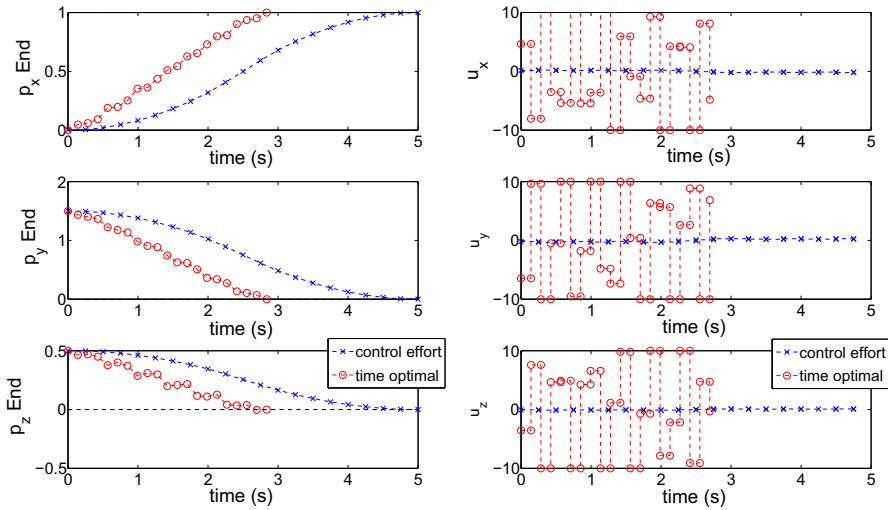 1
0.5
0
p_x End
0 1 2 3 4 5
time (s)
10
0
-10
u_x
0 1 2 3 4 5
time (s)
2
1
0
p_y End
0 1 2 3 4 5
time (s)
10
0
-10
u_y
0 1 2 3 4 5
time (s)
0.5
0
-0.5
p_z End
control effort
time optimal
0 1 2 3 4 5
time (s)
10
0
-10
u_z
control effort
time optimal
0 1 2 3 4 5
time (s)